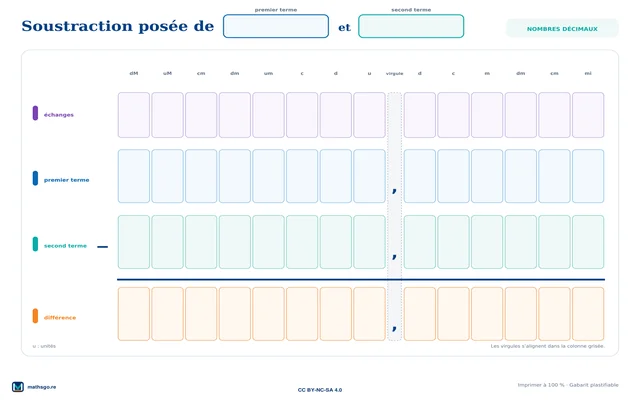 premier terme
second terme
Soustraction posée de
et
NOMBRES DÉCIMAUX
dM uM cm dm um c d u virgule d c m dm cm mi
échanges
premier terme
,
second terme
—
,
différence
,
u : unités
Les virgules s'alignent dans la colonne grisée.
mathsgo.re
CC BY-NC-SA 4.0
Imprimer à 100 % · Gabarit plastifiable